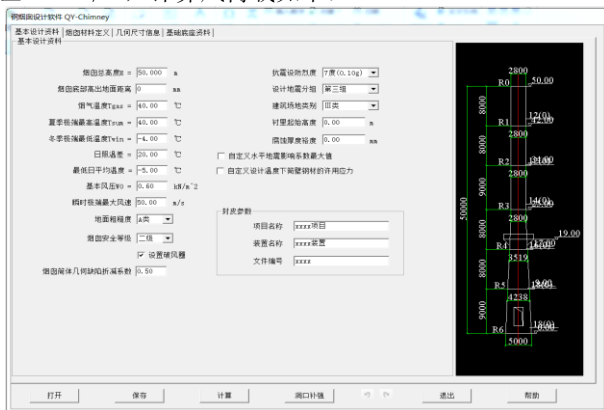 钢烟囱设计软件 QY-Chimney
基本设计资料 烟囱材料定义 几何尺寸信息 基础底座资料
基本设计资料
烟囱总高度H = 50.000 m
烟囱底部高出地面距离 0 mm
烟气温度Tgas = 40.00 ℃
夏季极端最高温度Tsum = 40.00 ℃
冬季极端最低温度Twin = -4.00 ℃
日照温差 = 20.00 ℃
最低日平均温度 = -5.00 ℃
基本风压W0 = 0.60 kN/m^2
瞬时极端最大风速 50.00 m/s
地面粗糙度 A类
烟囱安全等级 二级
设置破风圈
烟囱筒体几何缺陷折减系数 0.50
抗震设防烈度 7度(0.10g)
设计地震分组 第三组
建筑场地类别 III类
衬里起始高度 0.00 m
腐蚀厚度裕度 0.00 mm
自定义水平地震影响系数最大值
自定义设计温度下筒壁钢材的许用应力
封皮参数
项目名称 xxxx项目
装置名称 xxxx装置
文件编号 xxxx
2800
R0 50.00
8000
R1
2800
8000
R2
2800
9000
R3
2800
50000
8000
19.00
R4
3519
8000
R5
4238
9000
R6
5000
打开 保存 计算 洞口补强 退出 帮助